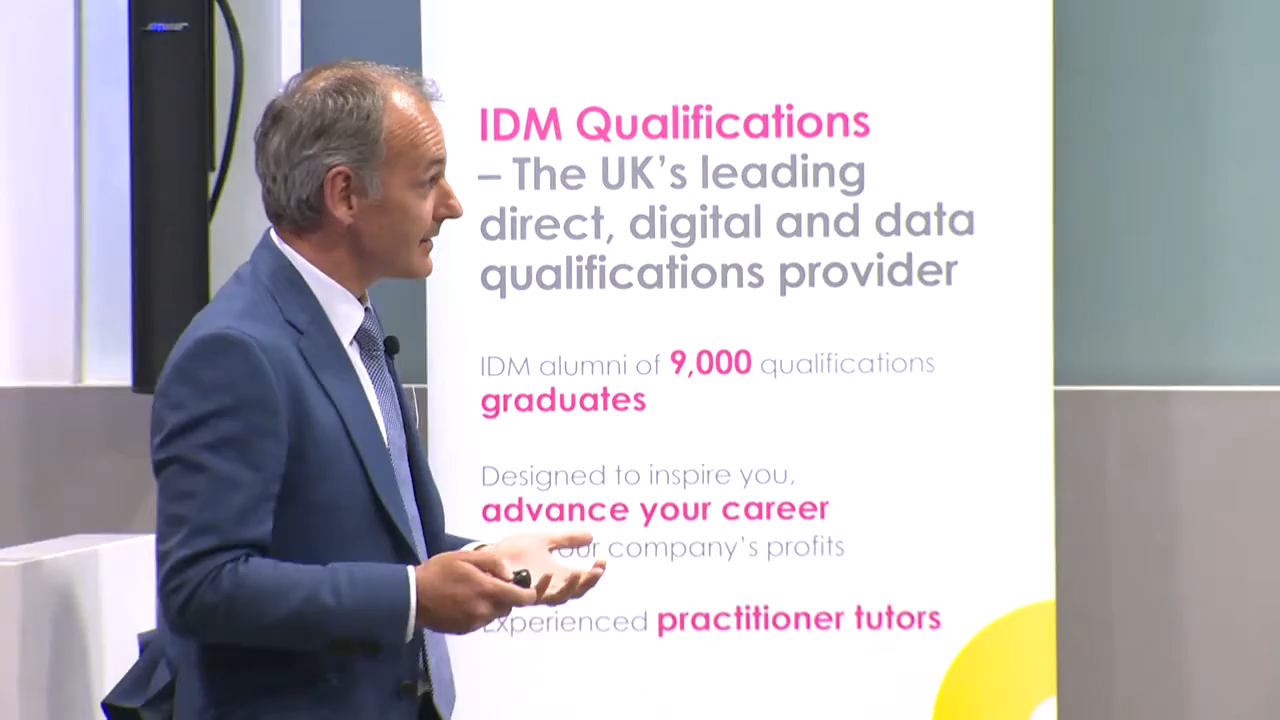 IDM Qualifications
– The UK's leading
direct, digital and data
qualifications provider
IDM alumni of 9,000 qualifications
graduates
Designed to inspire you,
advance your career
company's profits
Experienced practitioner tutors